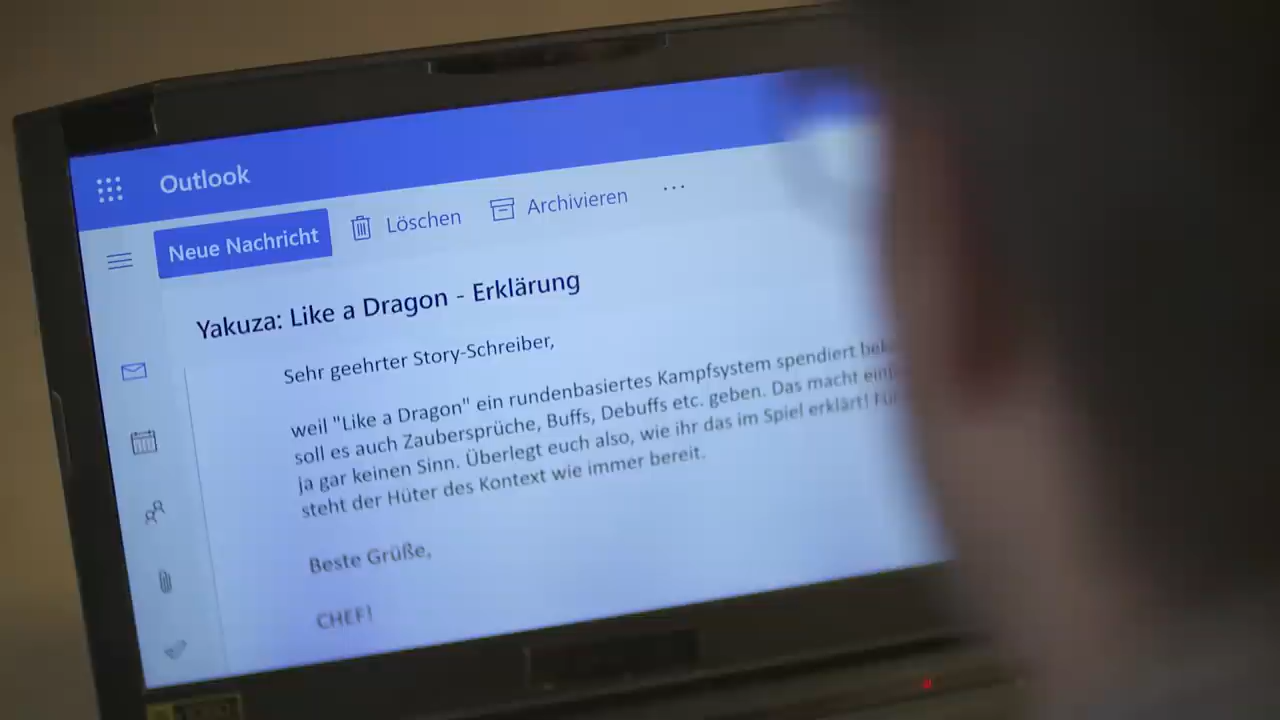 Outlook
Neue Nachricht
Löschen
Archivieren
...
Yakuza: Like a Dragon - Erklärung
Sehr geehrter Story-Schreiber,
weil "Like a Dragon" ein rundenbasiertes Kampfsystem spendiert
soll es auch Zaubersprüche, Buffs, Debuffs etc. geben. Das macht
ja gar keinen Sinn. Überlegt euch also, wie ihr das im Spiel erklärt! Für
steht der Hüter des Kontext wie immer bereit.
Beste Grüße,
CHEF!